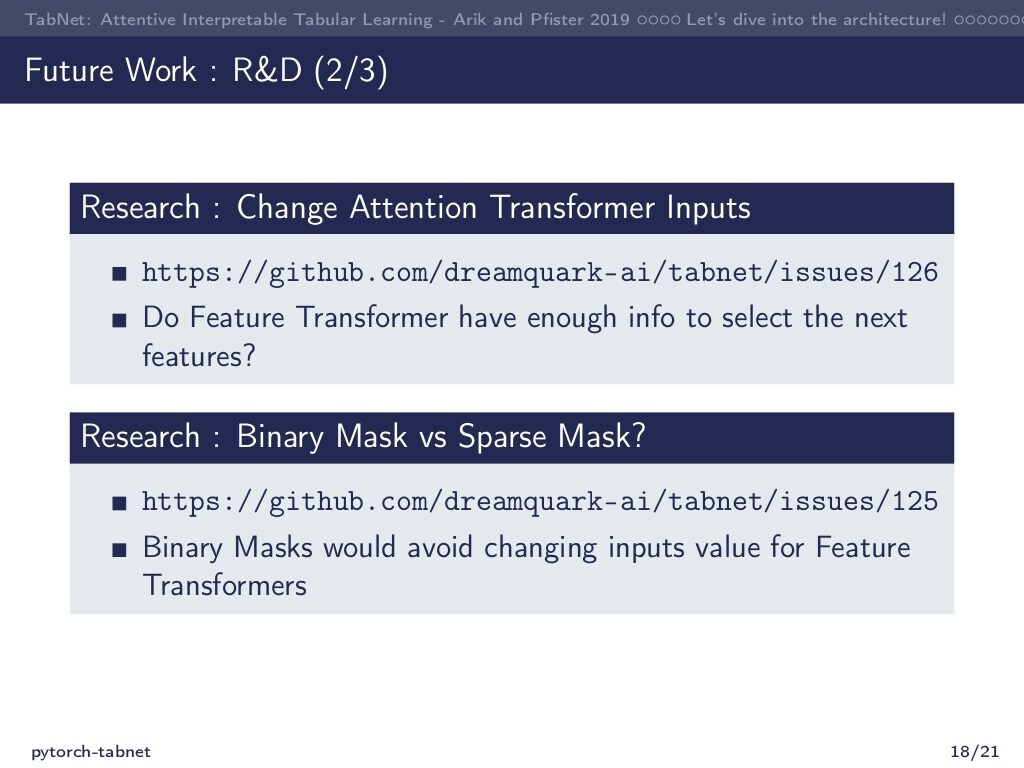 TabNet: Attentive Interpretable Tabular Learning - Arik and Pfister 2019 Let's dive into the architecture!
Future Work : R&D (2/3)
Research : Change Attention Transformer Inputs
https://github.com/dreamquark-ai/tabnet/issues/126
Do Feature Transformer have enough info to select the next
features?
Research : Binary Mask vs Sparse Mask?
https://github.com/dreamquark-ai/tabnet/issues/125
Binary Masks would avoid changing inputs value for Feature
Transformers
pytorch-tabnet
18/21